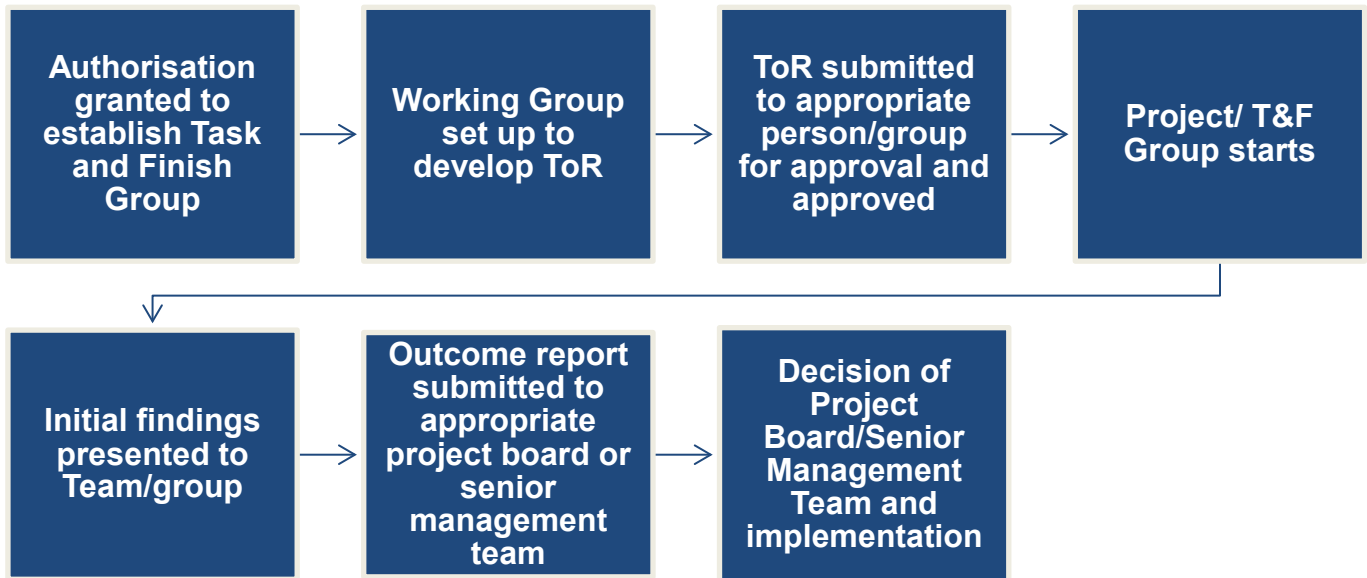 Authorisation
granted to
establish Task
and Finish
Group
Working Group
set up to
develop ToR
ToR submitted
to appropriate
person/group
for approval and
approved
Project/ T&F
Group starts
Initial findings
presented to
Team/group
Outcome report
submitted to
appropriate
project board or
senior
management
team
Decision of
Project
Board/Senior
Management
Team and
implementation